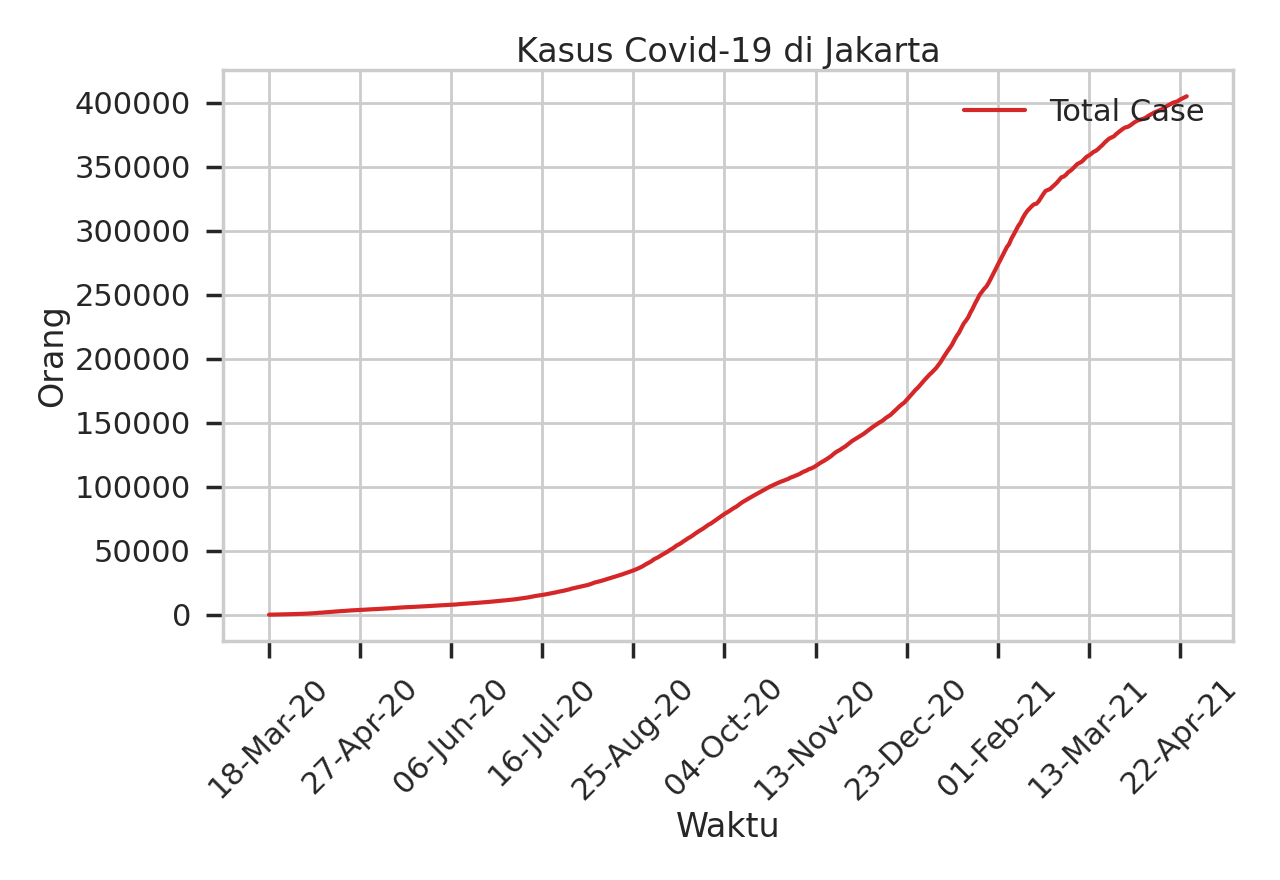 Kasus Covid-19 di Jakarta
Total Case
Orang
400000
350000
300000
250000
200000
150000
100000
50000
0
18-Mar-20
27-Apr-20
06-Jun-20
16-Jul-20
25-Aug-20
04-Oct-20
13-Nov-20
23-Dec-20
01-Feb-21
13-Mar-21
22-Apr-21
Waktu